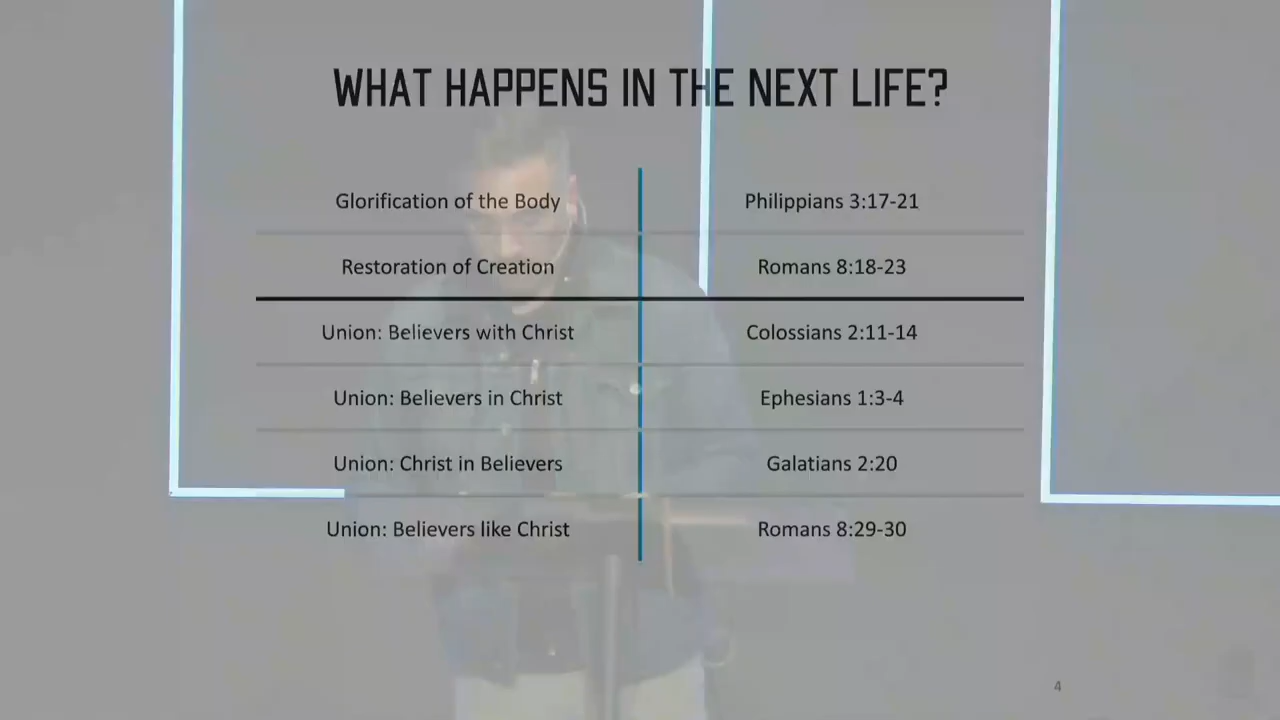 WHAT HAPPENS IN THE NEXT LIFE?
Glorification of the Body Philippians 3:17-21
Restoration of Creation Romans 8:18-23
Union: Believers with Christ Colossians 2:11-14
Union: Believers in Christ Ephesians 1:3-4
Union: Christ in Believers Galatians 2:20
Union: Believers like Christ Romans 8:29-30
4